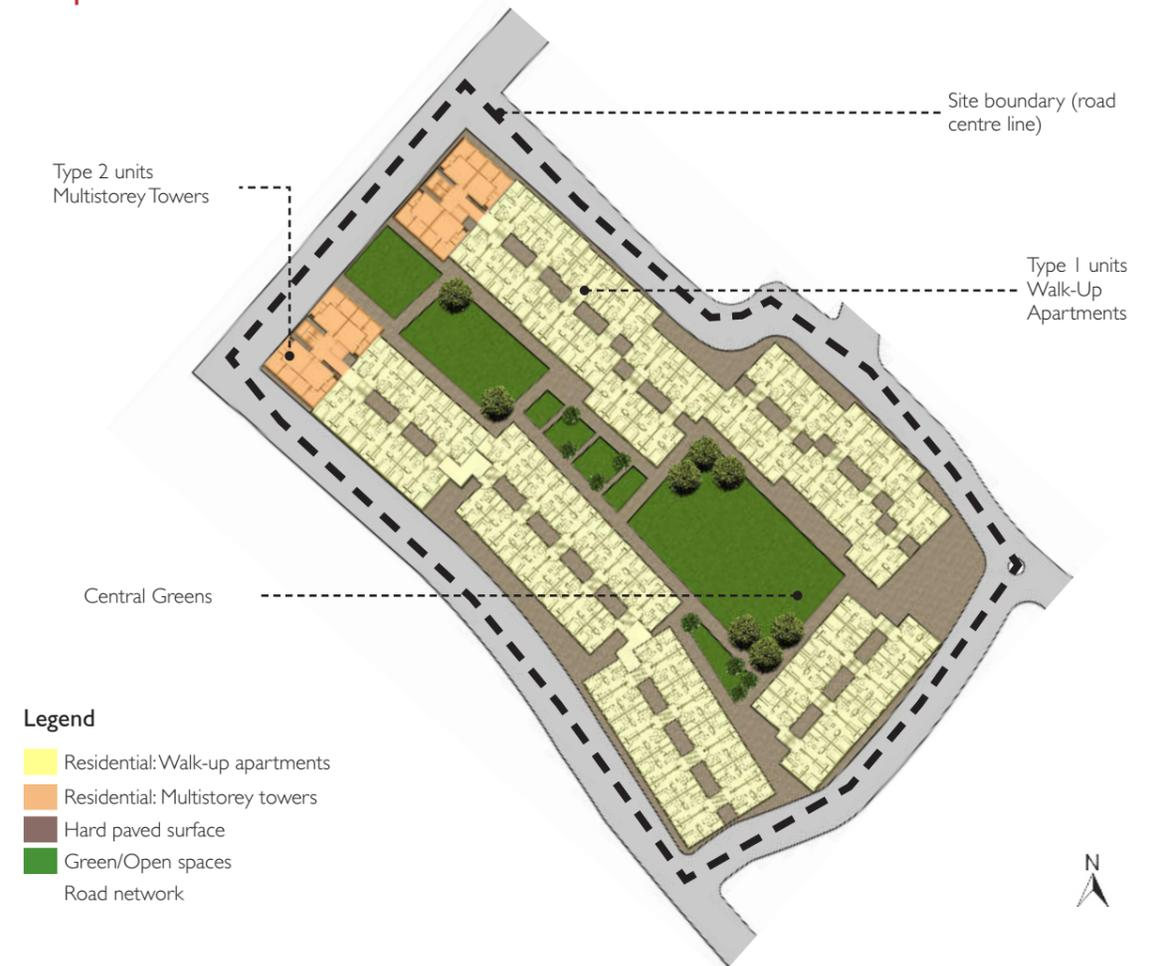 Site boundary (road
centre line)
Type 2 units
Multistorey Towers
Type 1 units
Walk-Up
Apartments
Central Greens
Legend
Residential: Walk-up apartments
Residential: Multistorey towers
Hard paved surface
Green/Open spaces
Road network
N